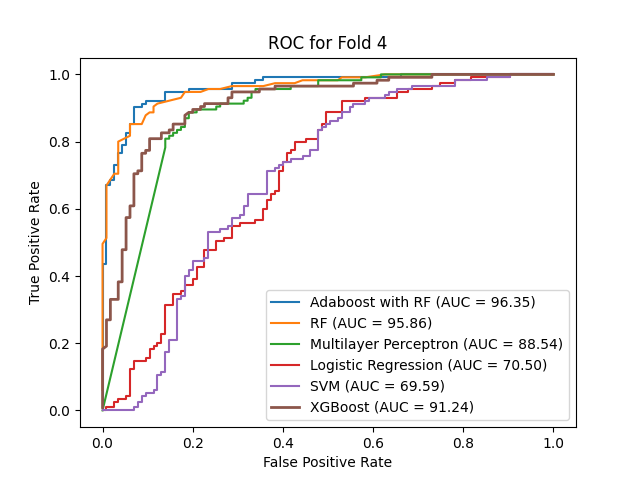 ROC for Fold 4
True Positive Rate
1.0
0.8
0.6
0.4
0.2
0.0
Adaboost with RF (AUC = 96.35)
RF (AUC = 95.86)
Multilayer Perceptron (AUC = 88.54)
Logistic Regression (AUC = 70.50)
SVM (AUC = 69.59)
XGBoost (AUC = 91.24)
0.0 0.2 0.4 0.6 0.8 1.0
False Positive Rate